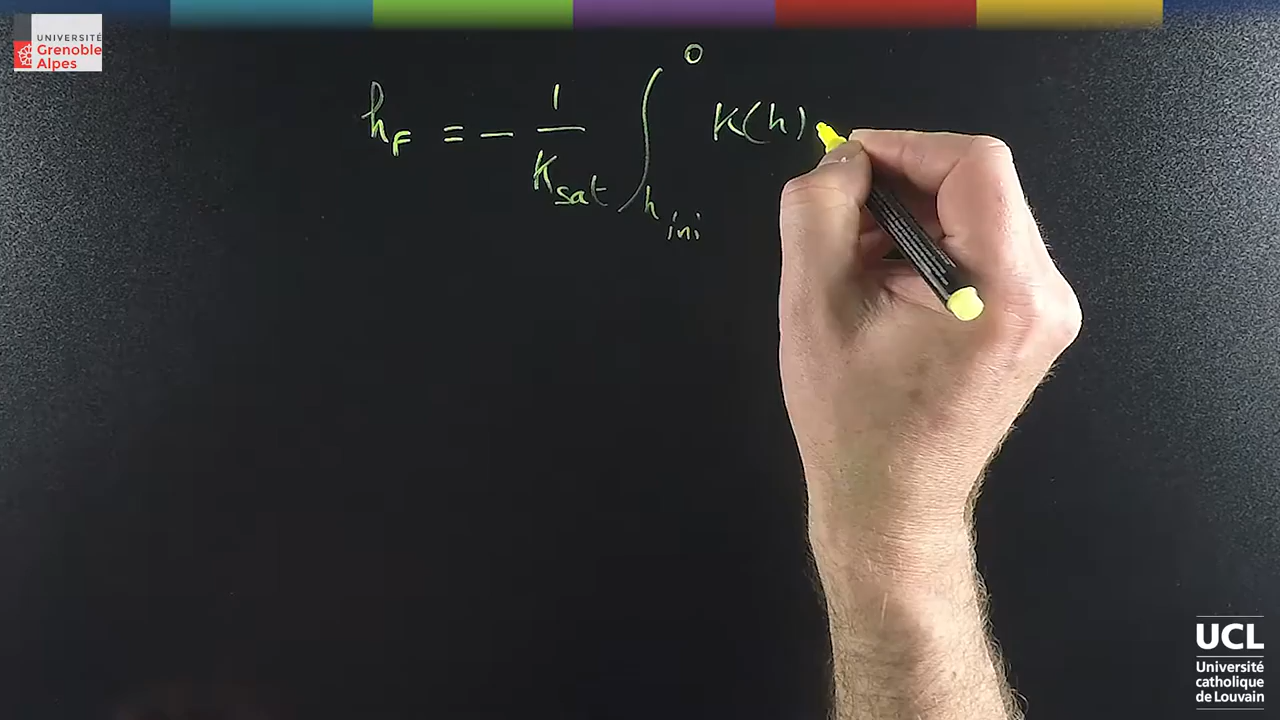 UNIVERSITÉ
Grenoble
Alpes
h_F = - 1/K_sat ∫_{h_ini}^{0} K(h)
UCL
Université
catholique
de Louvain